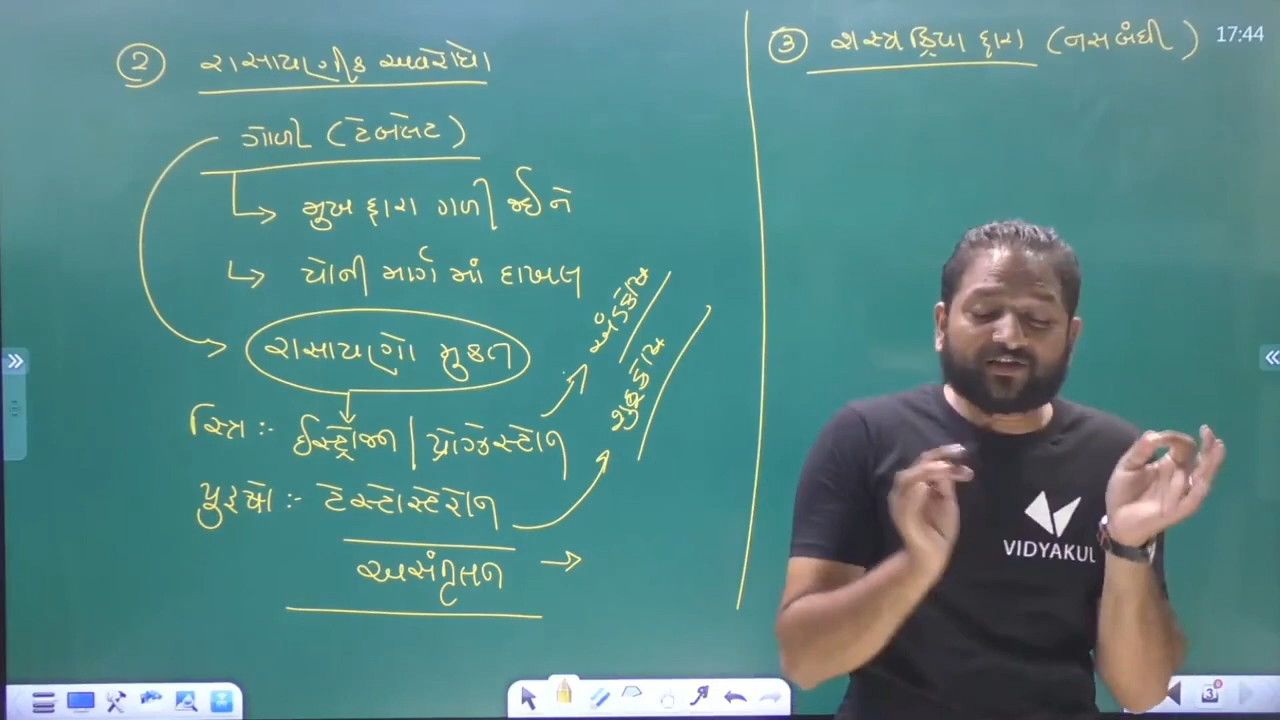 ② રાસાયણીક અવરોધો
ગોળી (ટેબલેટ)
↳ મુખ દ્વારા ગળી જઈને
↳ યોની માર્ગ માં દાખલ
રાસાયણો મુક્ત
સ્ત્રિ :- ઈસ્ટ્રોજન / પ્રોજેસ્ટોન
અંડકોષ
પુરુષો :- ટેસ્ટોસ્ટેરોન
શુક્રકોષ
અસંતુલન →
③ શસ્ત્રક્રિયા દ્વારા (નસબંધી)
17:44
VIDYAKUL